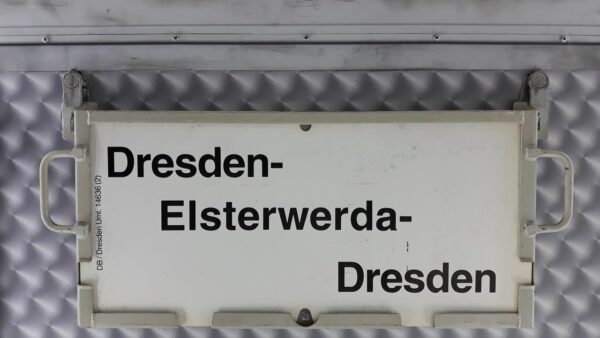 Dresden-
Elsterwerda-
Dresden
DB / Dresden Uml. 14636 (2)